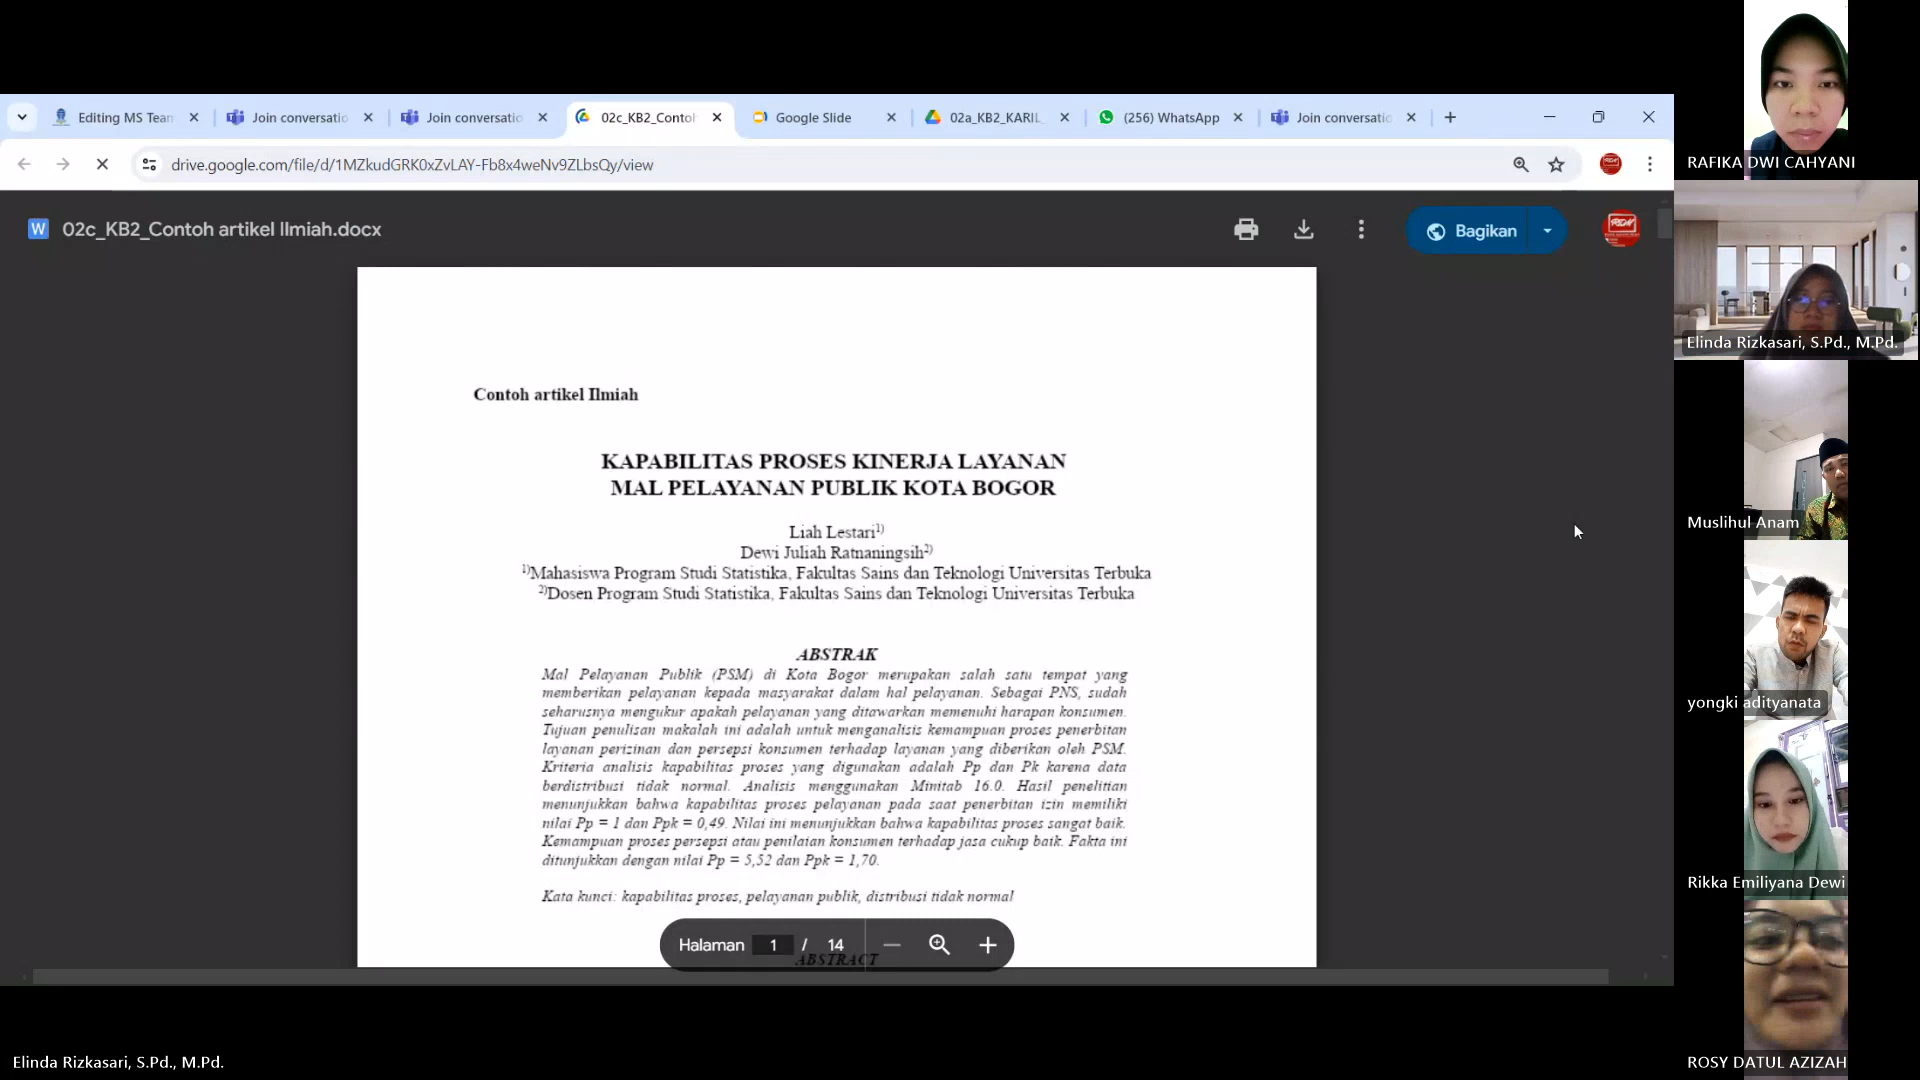 Editing MS Team
Join conversatio
Join conversatio
02c_KB2_Contoh
Google Slide
02a_KB2_KARIL_
(256) WhatsApp
Join conversatio
drive.google.com/file/d/1MZkudGRK0xZvLAY-Fb8x4weNv9ZLbsQy/view
W
02c_KB2_Contoh artikel Ilmiah.docx
Bagikan
Contoh artikel Ilmiah
KAPABILITAS PROSES KINERJA LAYANAN
MAL PELAYANAN PUBLIK KOTA BOGOR
Liah Lestari1)
Dewi Juliah Ratnaningsih2)
1)Mahasiswa Program Studi Statistika, Fakultas Sains dan Teknologi Universitas Terbuka
2)Dosen Program Studi Statistika, Fakultas Sains dan Teknologi Universitas Terbuka
ABSTRAK
Mal Pelayanan Publik (PSM) di Kota Bogor merupakan salah satu tempat yang
memberikan pelayanan kepada masyarakat dalam hal pelayanan. Sebagai PNS, sudah
seharusnya mengukur apakah pelayanan yang ditawarkan memenuhi harapan konsumen.
Tujuan penulisan makalah ini adalah untuk menganalisis kemampuan proses penerbitan
layanan perizinan dan persepsi konsumen terhadap layanan yang diberikan oleh PSM.
Kriteria analisis kapabilitas proses yang digunakan adalah Pp dan Pk karena data
berdistribusi tidak normal. Analisis menggunakan Minitab 16.0. Hasil penelitian
menunjukkan bahwa kapabilitas proses pelayanan pada saat penerbitan izin memiliki
nilai Pp = 1 dan Ppk = 0,49. Nilai ini menunjukkan bahwa kapabilitas proses sangat baik.
Kemampuan proses persepsi atau penilaian konsumen terhadap jasa cukup baik. Fakta ini
ditunjukkan dengan nilai Pp = 5,52 dan Ppk = 1,70.
Kata kunci: kapabilitas proses, pelayanan publik, distribusi tidak normal
Halaman 1 / 14
ABSTRACT
RAFIKA DWI CAHYANI
Elinda Rizkasari, S.Pd., M.Pd.
Muslihul Anam
yongki adityanata
Rikka Emiliyana Dewi
ROSY DATUL AZIZAH
Elinda Rizkasari, S.Pd., M.Pd.